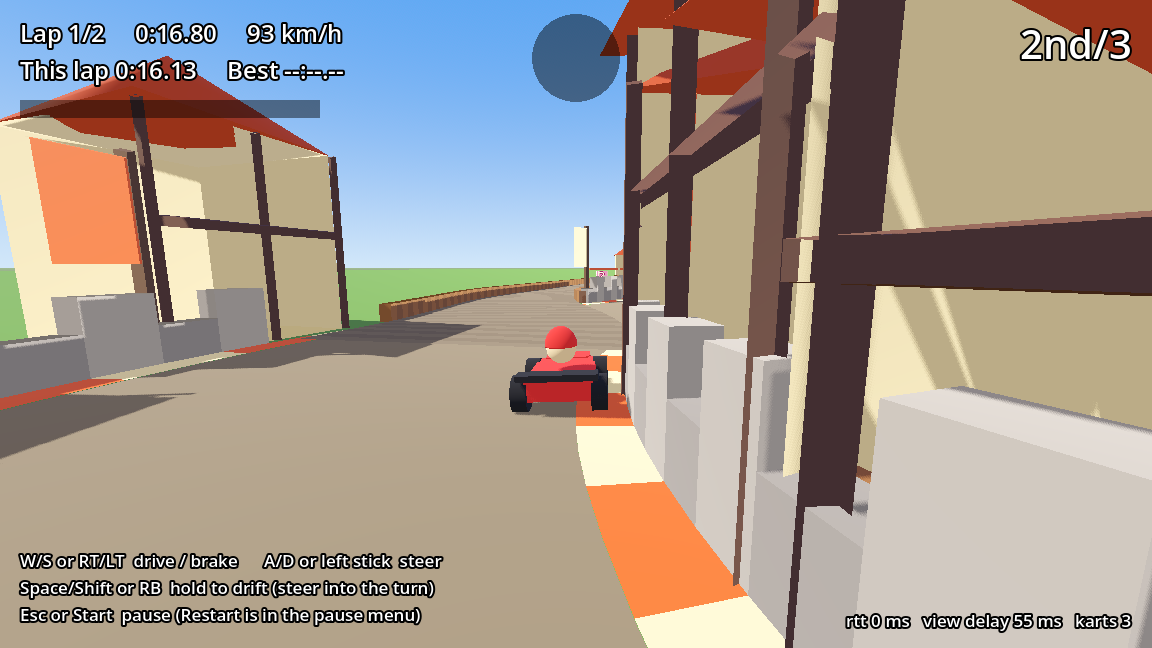 Lap 1/2 0:16.80 93 km/h
2nd/3
This lap 0:16.13 Best --:--.--
W/S or RT/LT drive / brake A/D or left stick steer
Space/Shift or RB hold to drift (steer into the turn)
Esc or Start pause (Restart is in the pause menu)
rtt 0 ms view delay 55 ms karts 3